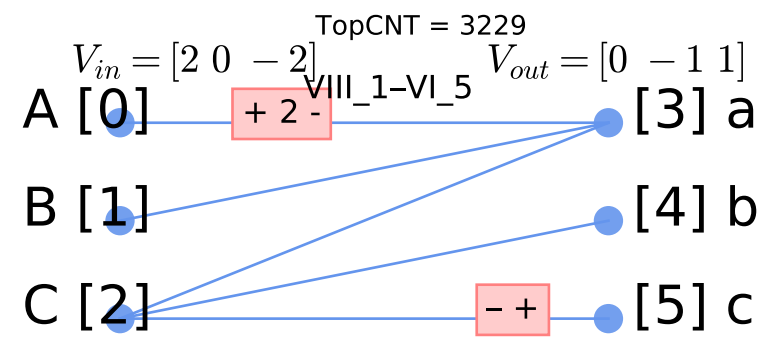 TopCNT = 3229
V_in = [2 0 −2]
V_out = [0 −1 1]
VIII_1–VI_5
A [0]
+ 2 -
[3] a
B [1]
[4] b
C [2]
– +
[5] c